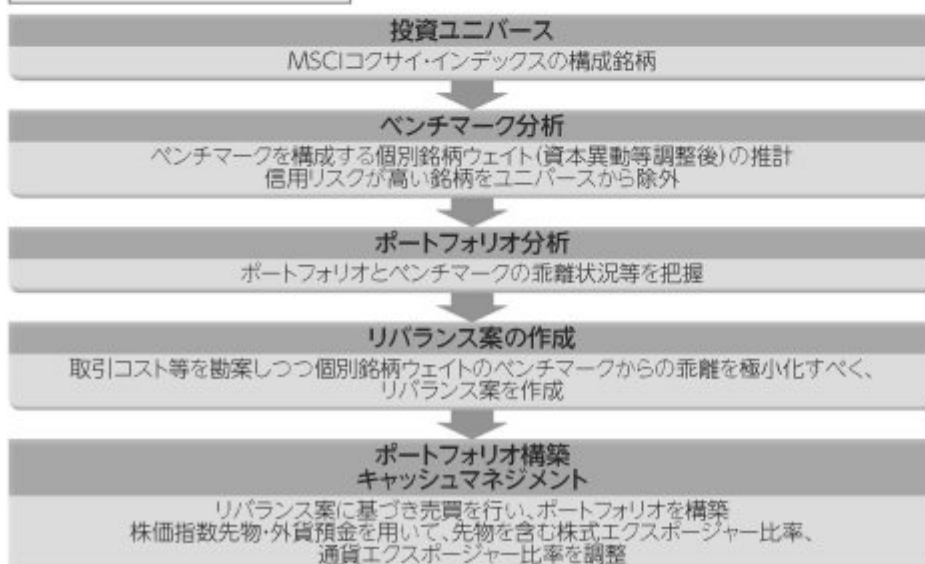 投資ユニバース
MSCIコクサイ・インデックスの構成銘柄
ベンチマーク分析
ベンチマークを構成する個別銘柄ウェイト(資本異動等調整後)の推計
信用リスクが高い銘柄をユニバースから除外
ポートフォリオ分析
ポートフォリオとベンチマークの乖離状況等を把握
リバランス案の作成
取引コスト等を勘案しつつ個別銘柄ウェイトのベンチマークからの乖離を極小化すべく、
リバランス案を作成
ポートフォリオ構築
キャッシュマネジメント
リバランス案に基づき売買を行い、ポートフォリオを構築
株価指数先物・外貨預金を用いて、先物を含む株式エクスポージャー比率、
通貨エクスポージャー比率を調整